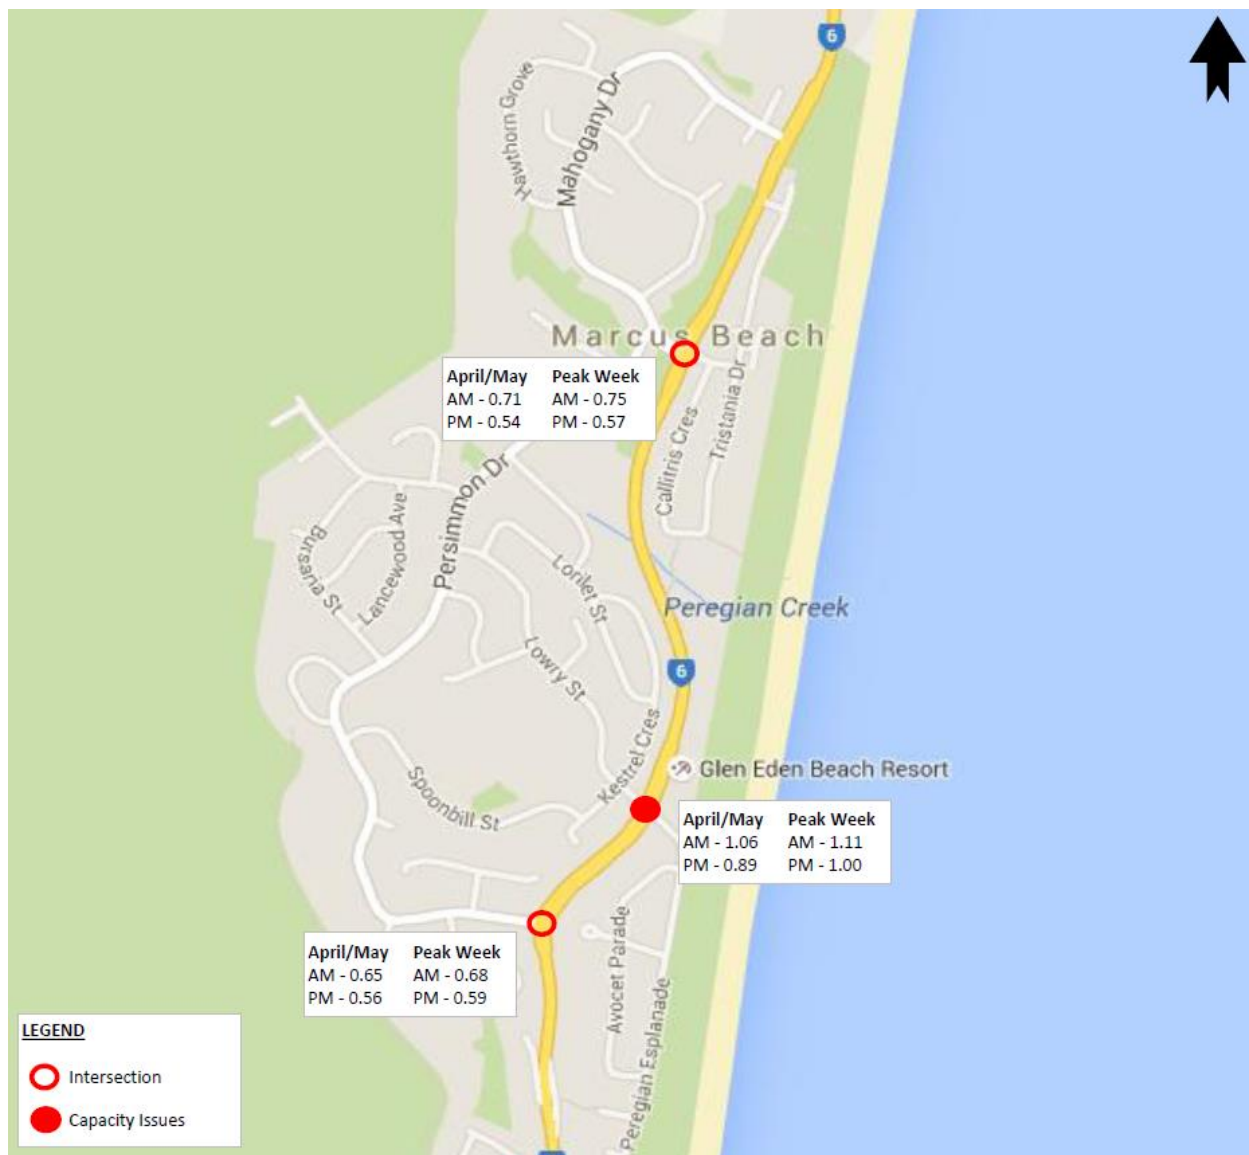 6
Hawthorn Grove
Mahogany Dr
Marcus Beach
April/May Peak Week
AM - 0.71 AM - 0.75
PM - 0.54 PM - 0.57
Tristania Dr
Callitris Cres
Persimmon Dr
Lancewood Ave
Bursaria St
Lorilet St
Peregian Creek
Lowry St
6
Kestrel Cres
Glen Eden Beach Resort
Spoonbill St
April/May Peak Week
AM - 1.06 AM - 1.11
PM - 0.89 PM - 1.00
Avocet Parade
April/May Peak Week
AM - 0.65 AM - 0.68
PM - 0.56 PM - 0.59
Peregian Esplanade
LEGEND
Intersection
Capacity Issues